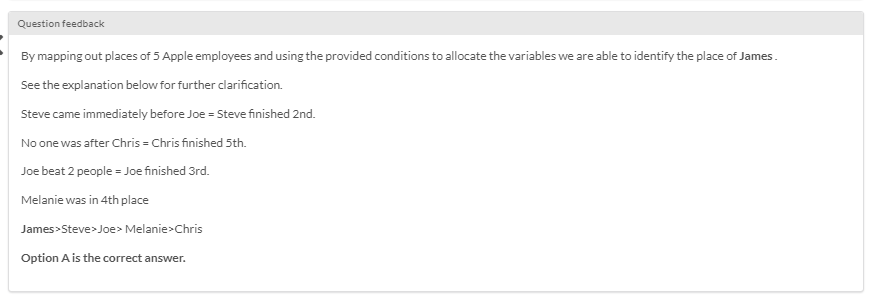 Question feedback
By mapping out places of 5 Apple employees and using the provided conditions to allocate the variables we are able to identify the place of James .
See the explanation below for further clarification.
Steve came immediately before Joe = Steve finished 2nd.
No one was after Chris = Chris finished 5th.
Joe beat 2 people = Joe finished 3rd.
Melanie was in 4th place
James>Steve>Joe> Melanie>Chris
Option A is the correct answer.